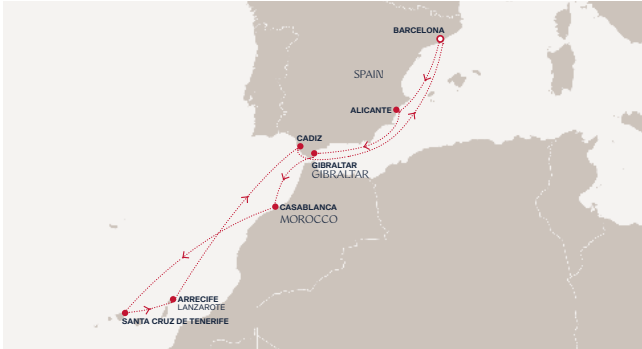 BARCELONA
SPAIN
ALICANTE
CADIZ
GIBRALTAR
GIBRALTAR
CASABLANCA
MOROCCO
ARRECIFE
LANZAROTE
SANTA CRUZ DE TENERIFE